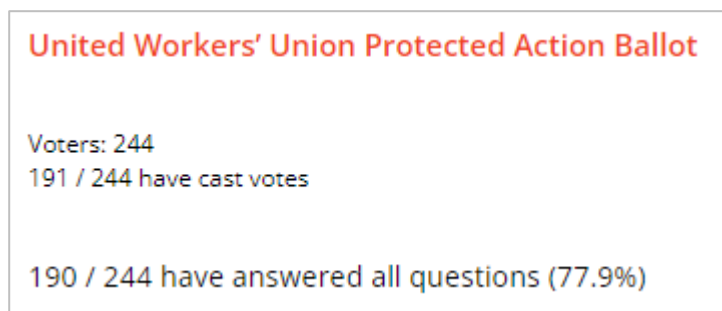 United Workers’ Union Protected Action Ballot
Voters: 244
191 / 244 have cast votes
190 / 244 have answered all questions (77.9%)